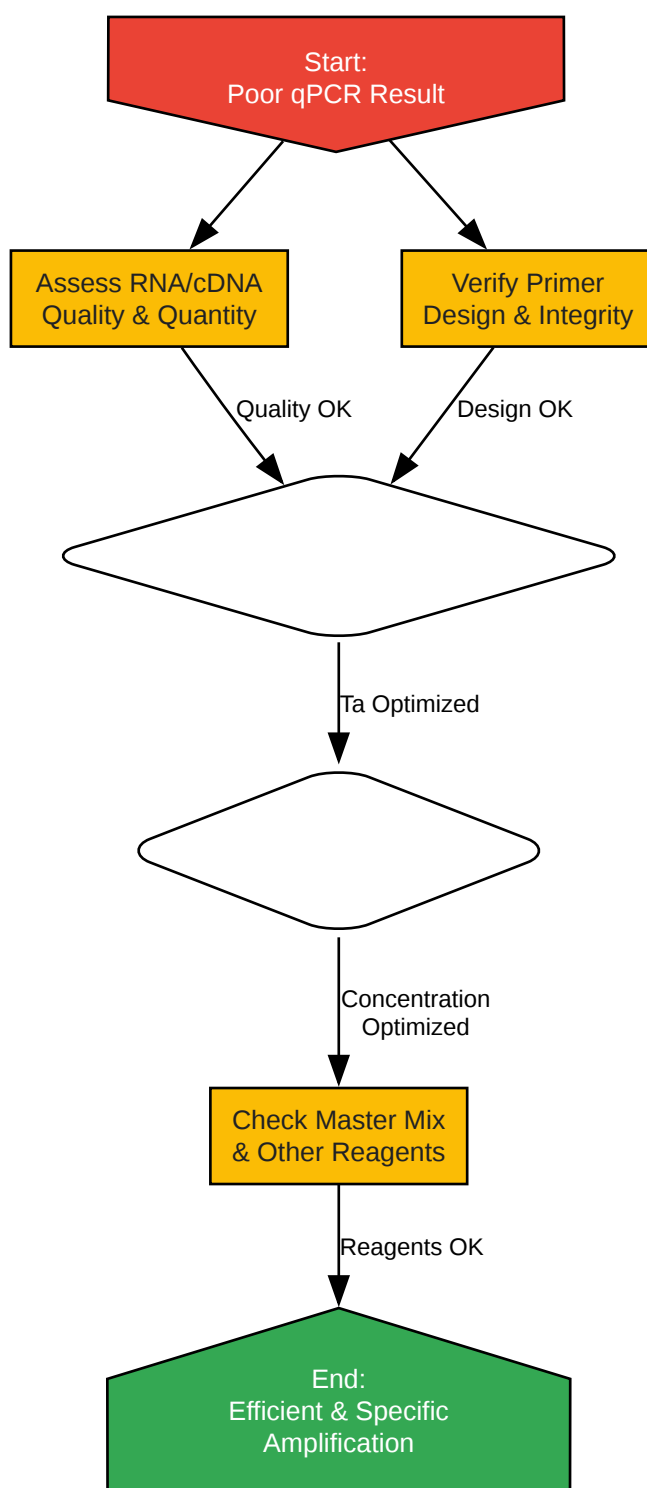 Start:
Poor qPCR Result
Assess RNA/cDNA
Quality & Quantity
Verify Primer
Design & Integrity
Quality OK
Design OK
Ta Optimized
Concentration
Optimized
Check Master Mix
& Other Reagents
Reagents OK
End:
Efficient & Specific
Amplification